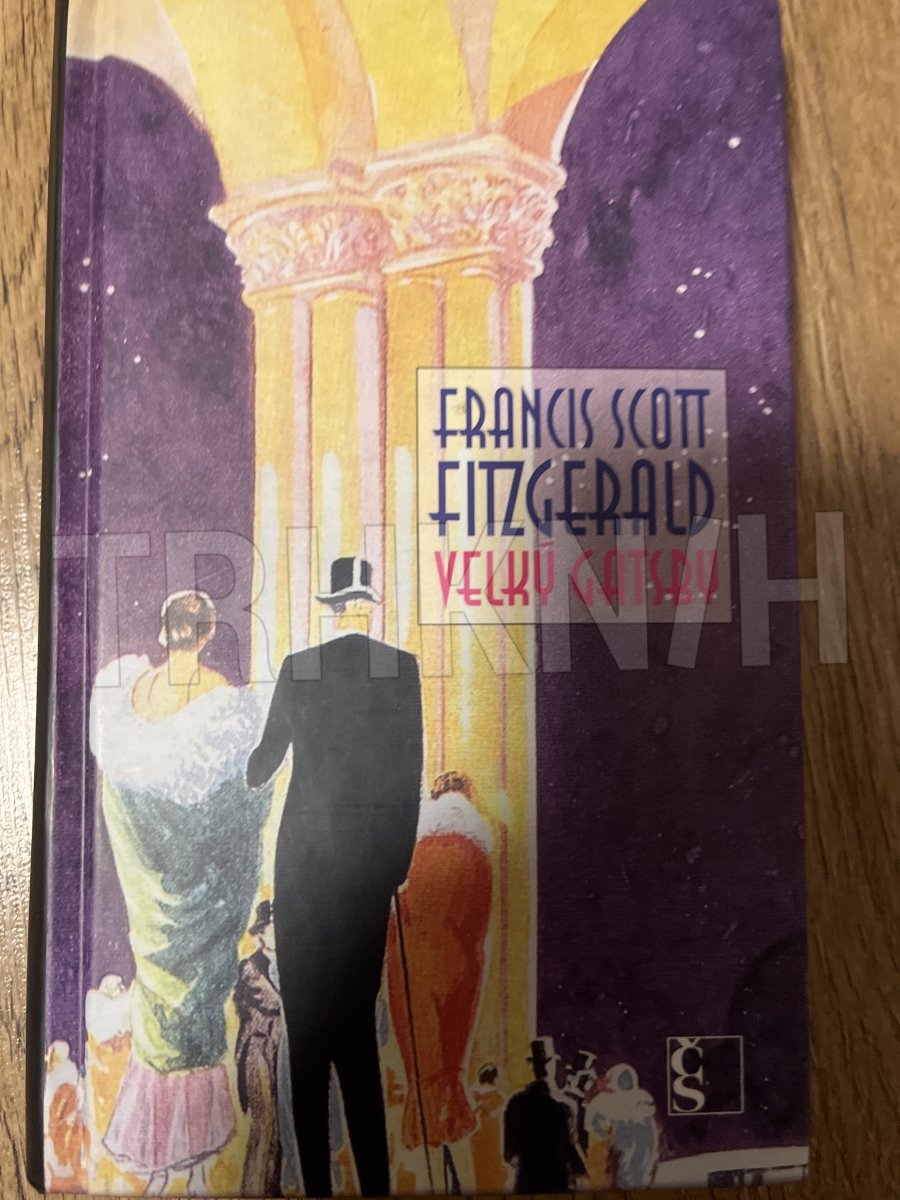 FRANCIS SCOTT
FITZGERALD
VELKÝ GATSBY
TRHKNIH
ČS